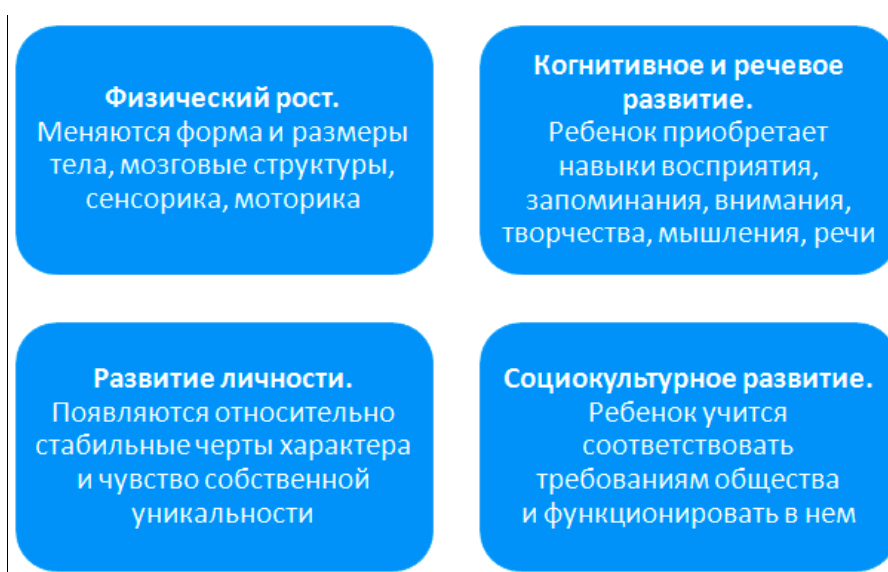 Физический рост.
Меняются форма и размеры
тела, мозговые структуры,
сенсорика, моторика
Когнитивное и речевое
развитие.
Ребенок приобретает
навыки восприятия,
запоминания, внимания,
творчества, мышления, речи
Развитие личности.
Появляются относительно
стабильные черты характера
и чувство собственной
уникальности
Социокультурное развитие.
Ребенок учится
соответствовать
требованиям общества
и функционировать в нем